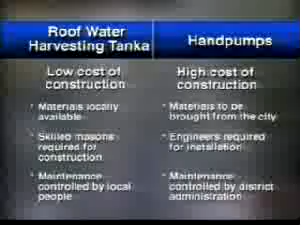 Roof Water
Harvesting Tanka
Handpumps
Low cost of
construction
High cost of
construction
· Materials locally
available
· Materials to be
brought from the city
· Skilled masons
required for
construction
· Engineers required
for installation
· Maintenance
controlled by local
people
· Maintenance
controlled by district
administration